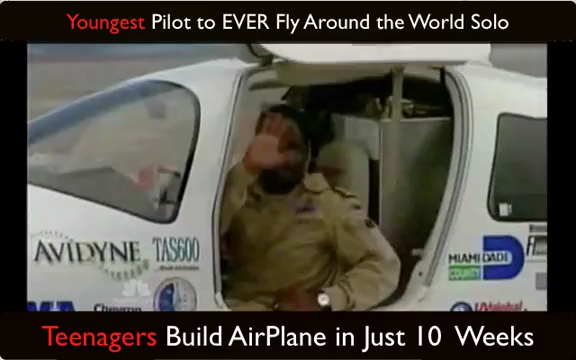 Youngest Pilot to EVER Fly Around the World Solo
AVIDYNE TAS600
MIAMI DADE
COUNTY
Chevron
Teenagers Build AirPlane in Just 10 Weeks